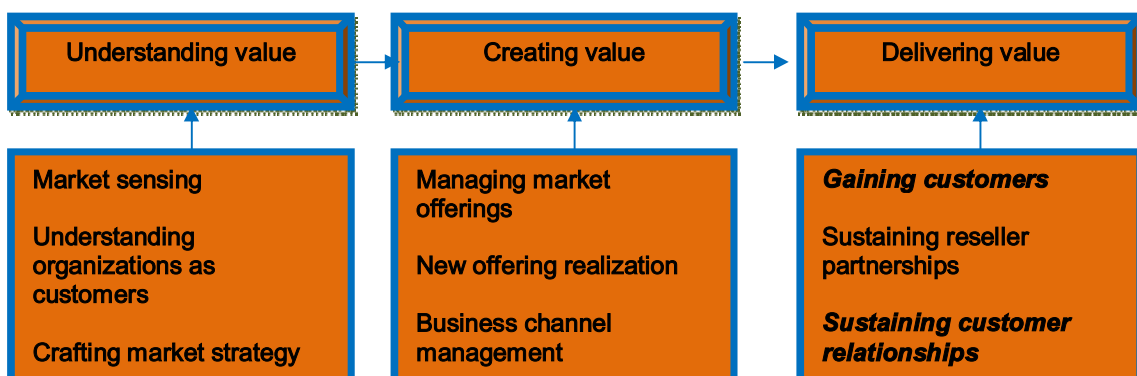 Understanding value
Creating value
Delivering value
Market sensing
Understanding
organizations as
customers
Crafting market strategy
Managing market
offerings
New offering realization
Business channel
management
Gaining customers
Sustaining reseller
partnerships
Sustaining customer
relationships